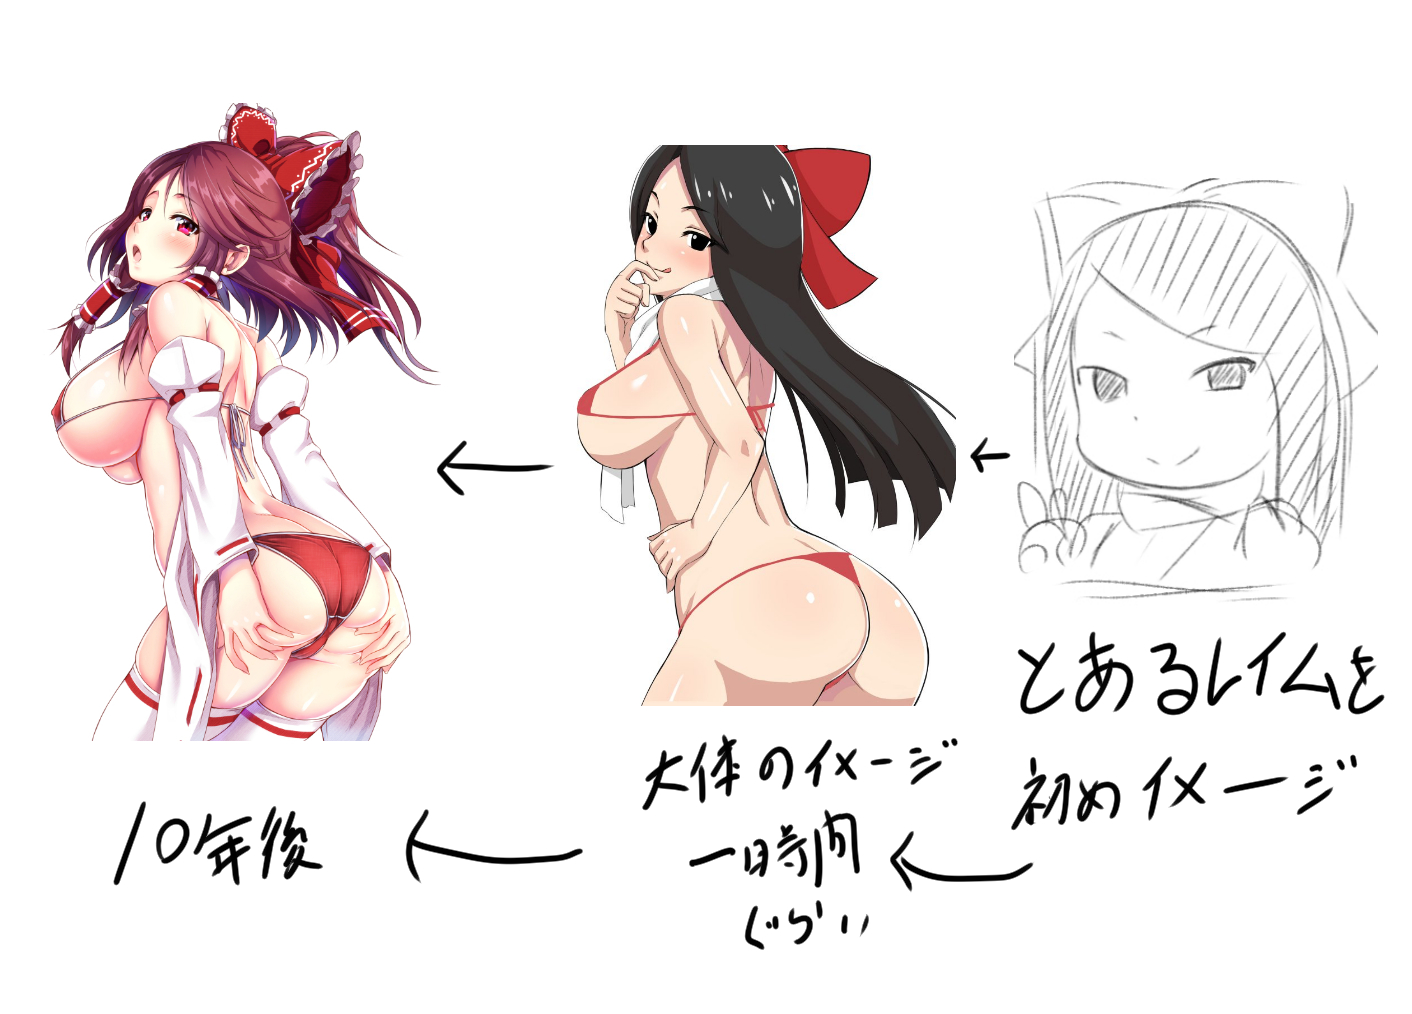 とあるレイムを
初めイメージ
大体のイメージ
一時間
ぐらい
10年後